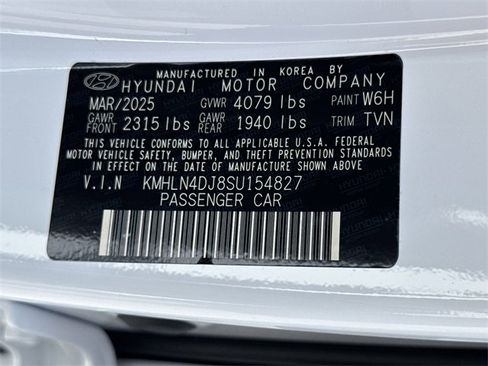 MANUFACTURED IN KOREA BY
HYUNDAI MOTOR COMPANY
MAR/2025 GVWR 4079 lbs PAINT W6H
GAWR FRONT 2315 lbs GAWR REAR 1940 lbs TRIM TVN
THIS VEHICLE CONFORMS TO ALL APPLICABLE U.S.A. FEDERAL
MOTOR VEHICLE SAFETY, BUMPER, AND THEFT PREVENTION
STANDARDS IN EFFECT ON THE DATE OF MANUFACTURE
SHOWN ABOVE.
V.I.N KMHLN4DJ8SU154827
PASSENGER CAR